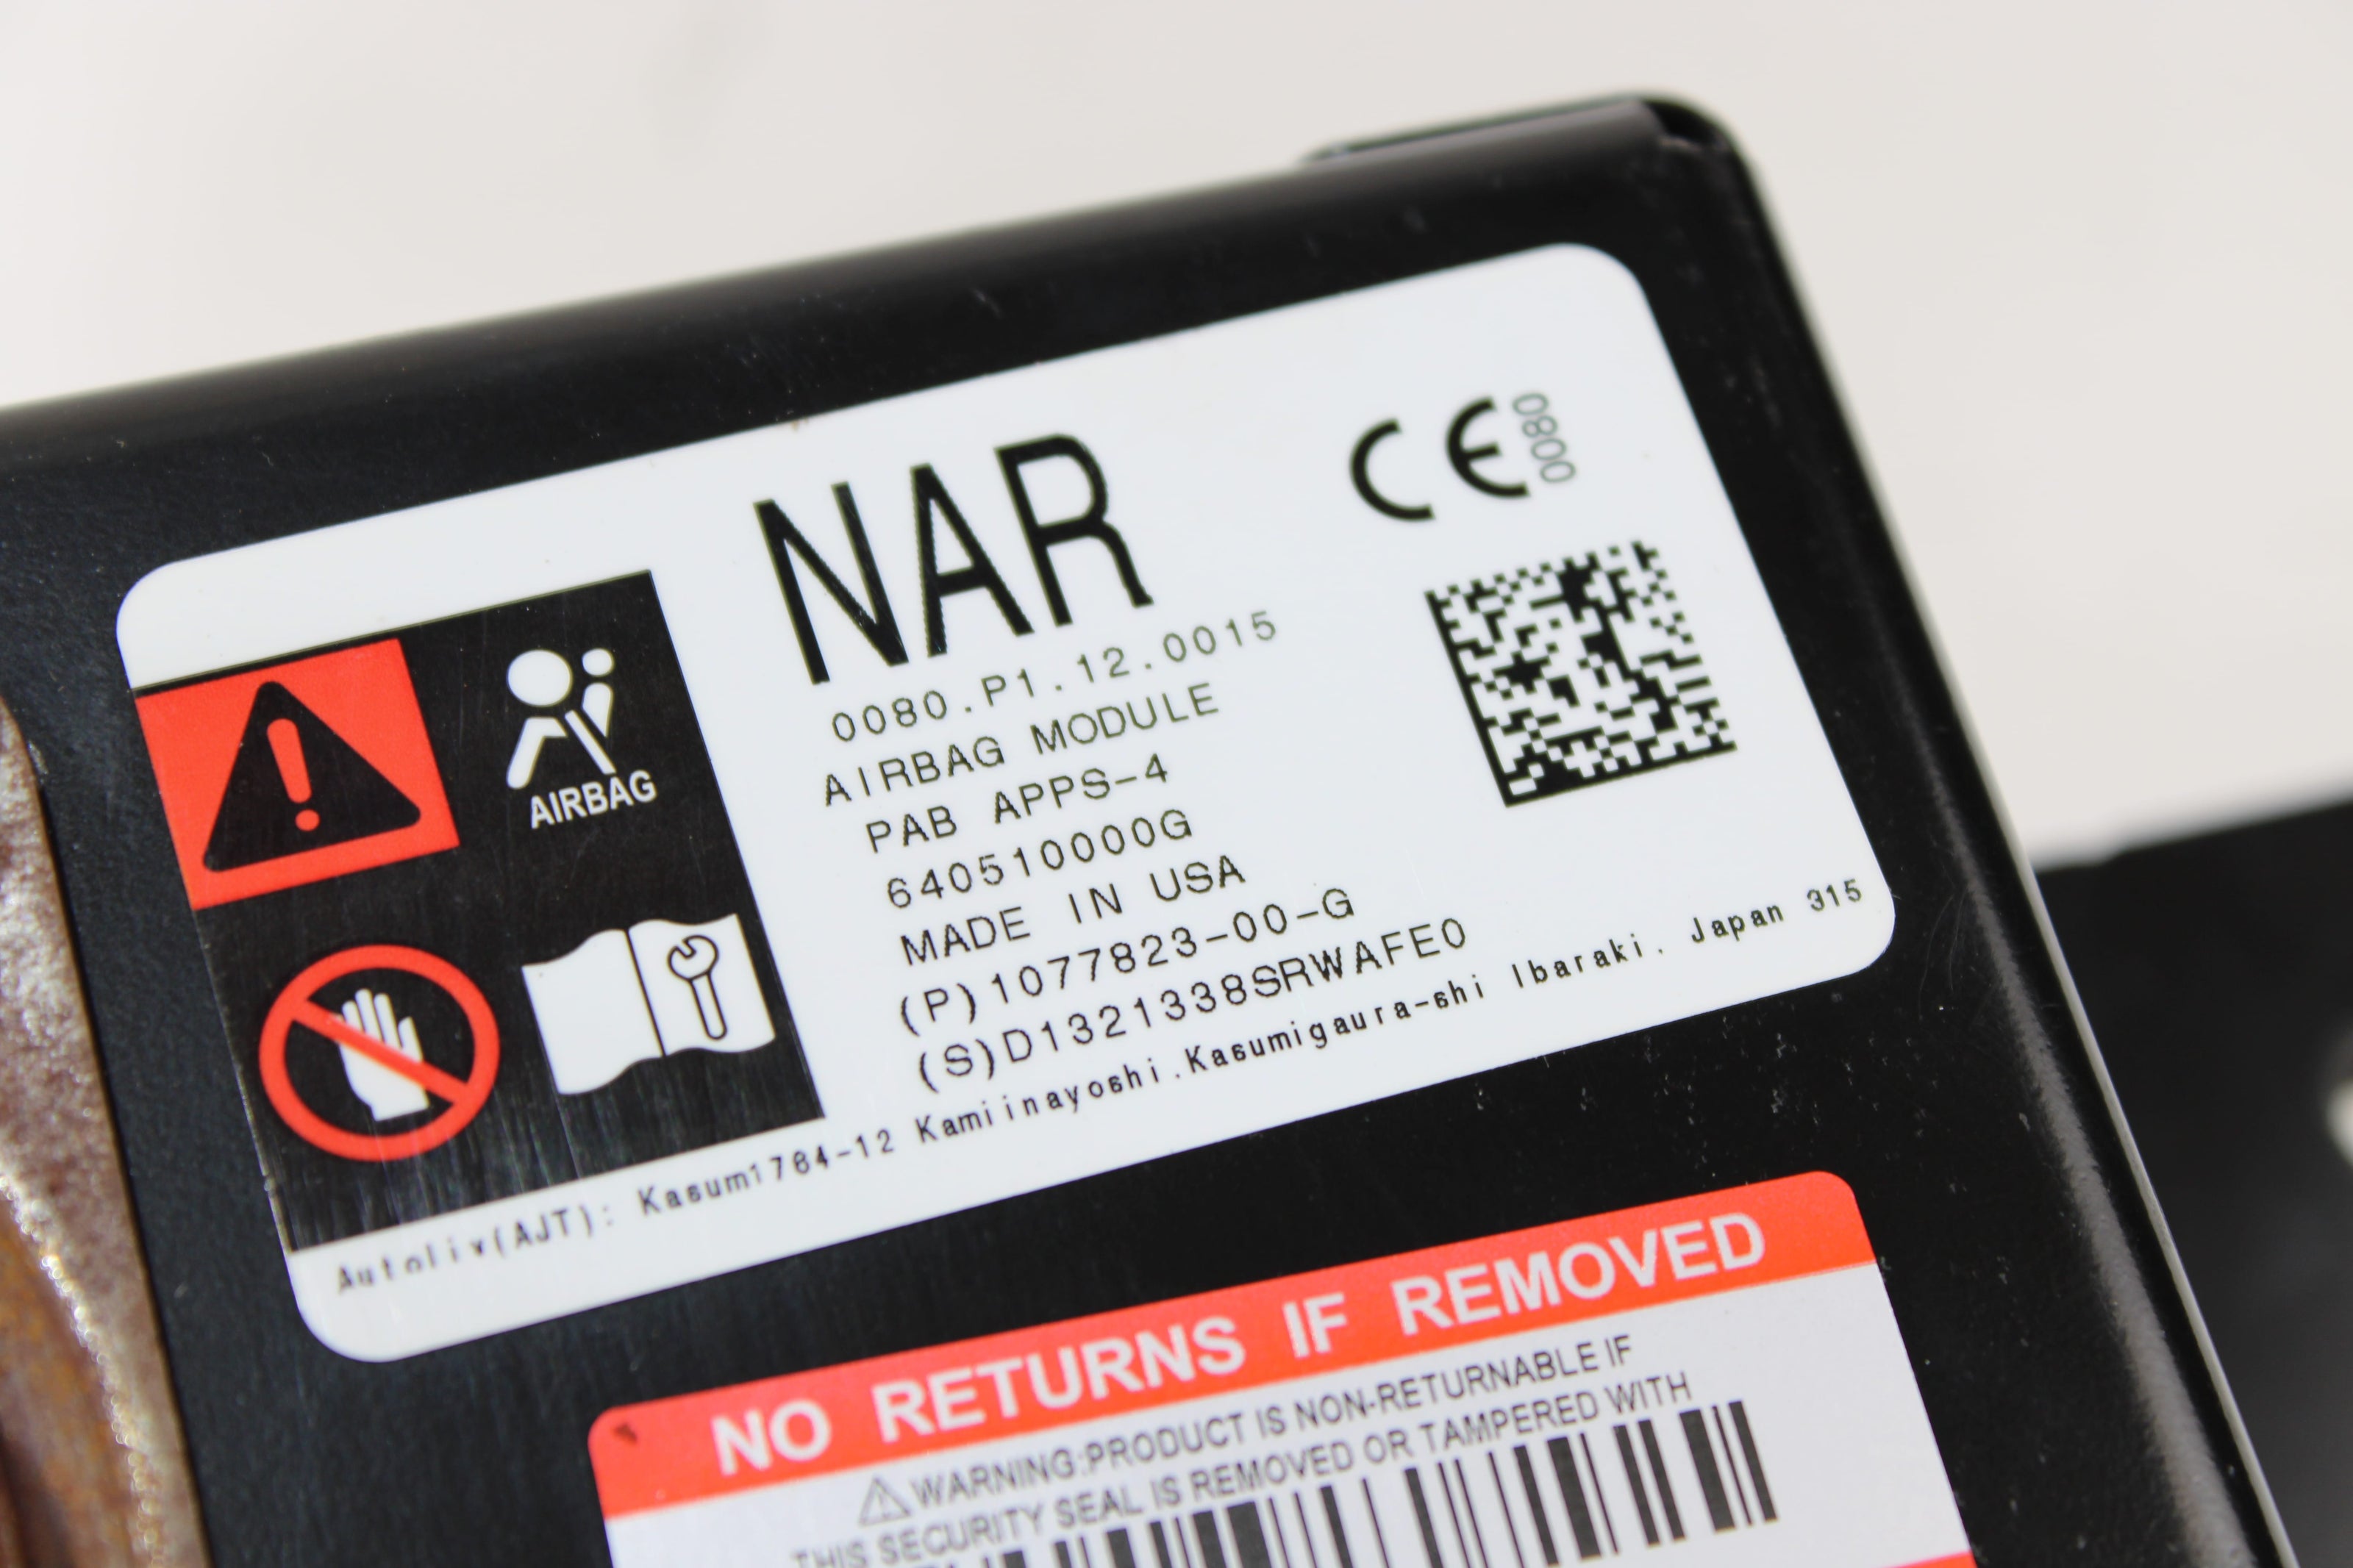 NAR
CE 0080
0080.P1.12.0015
AIRBAG MODULE
PAB APPS-4
640510000G
MADE IN USA
(P)1077823-00-G
(S)D1321338SRWAFE0
AIRBAG
Autoliv(AJT): Kasumi1764-12 Kamiinayoshi.Kasumigaura-shi Ibaraki. Japan 315
NO RETURNS IF REMOVED
WARNING:PRODUCT IS NON-RETURNABLE IF
THIS SECURITY SEAL IS REMOVED OR TAMPERED WITH